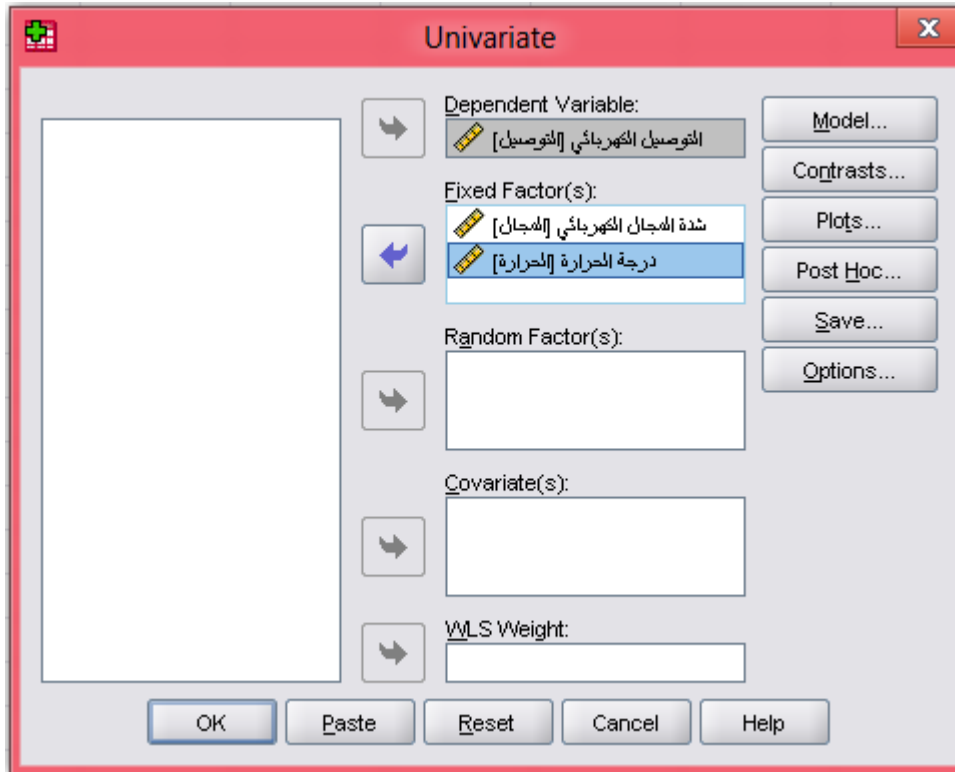 Univariate
x
Dependent Variable:
التوصيل الكهربائي [التوصيل]
Fixed Factor(s):
شدة المجال الكهربائي [المجال]
درجة الحرارة [الحرارة]
Random Factor(s):
Covariate(s):
WLS Weight:
Model...
Contrasts...
Plots...
Post Hoc...
Save...
Options...
OK
Paste
Reset
Cancel
Help